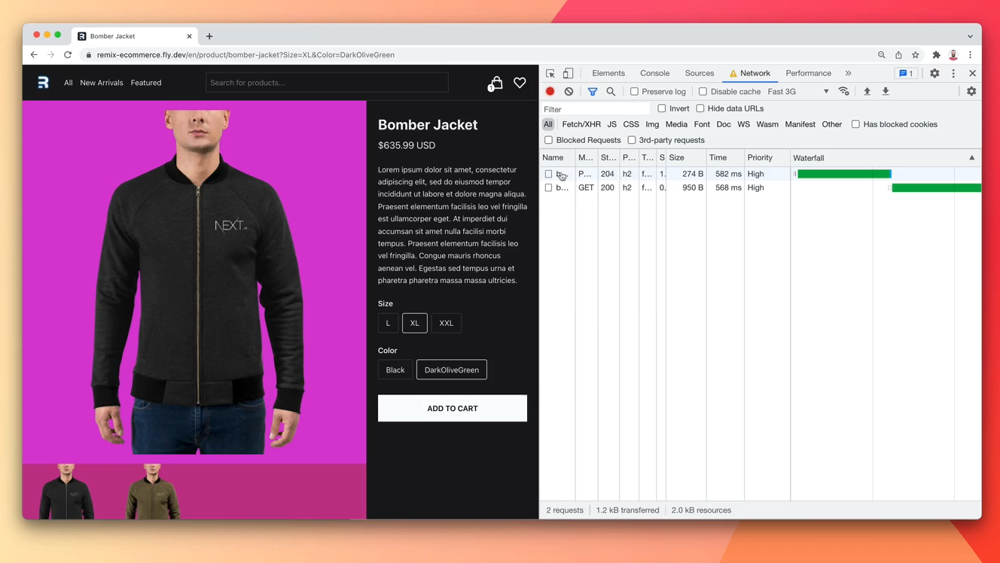 Bomber Jacket
remix-ecommerce.fly.dev/en/product/bomber-jacket?Size=XL&Color=DarkOliveGreen
All New Arrivals Featured
Search for products...
1
Bomber Jacket
$635.99 USD
Lorem ipsum dolor sit amet, consectetur
adipiscing elit, sed do eiusmod tempor
incididunt ut labore et dolore magna aliqua.
Praesent elementum facilisis leo vel fringilla
est ullamcorper eget. At imperdiet dui
accumsan sit amet nulla facilisi morbi
tempus. Praesent elementum facilisis leo
vel fringilla. Congue mauris rhoncus
aenean vel. Egestas sed tempus urna et
pharetra pharetra massa massa ultricies.
Size
L XL XXL
Color
Black DarkOliveGreen
ADD TO CART
NEXT
Elements Console Sources Network Performance 1
Preserve log Disable cache Fast 3G
Filter Invert Hide data URLs
All Fetch/XHR JS CSS Img Media Font Doc WS Wasm Manifest Other Has blocked cookies
Blocked Requests 3rd-party requests
Name M... St... P... T... S Size Time Priority Waterfall
b... P... 204 h2 f... 1. 274 B 582 ms High
b... GET 200 h2 f... 0. 950 B 568 ms High
2 requests 1.2 kB transferred 2.0 kB resources